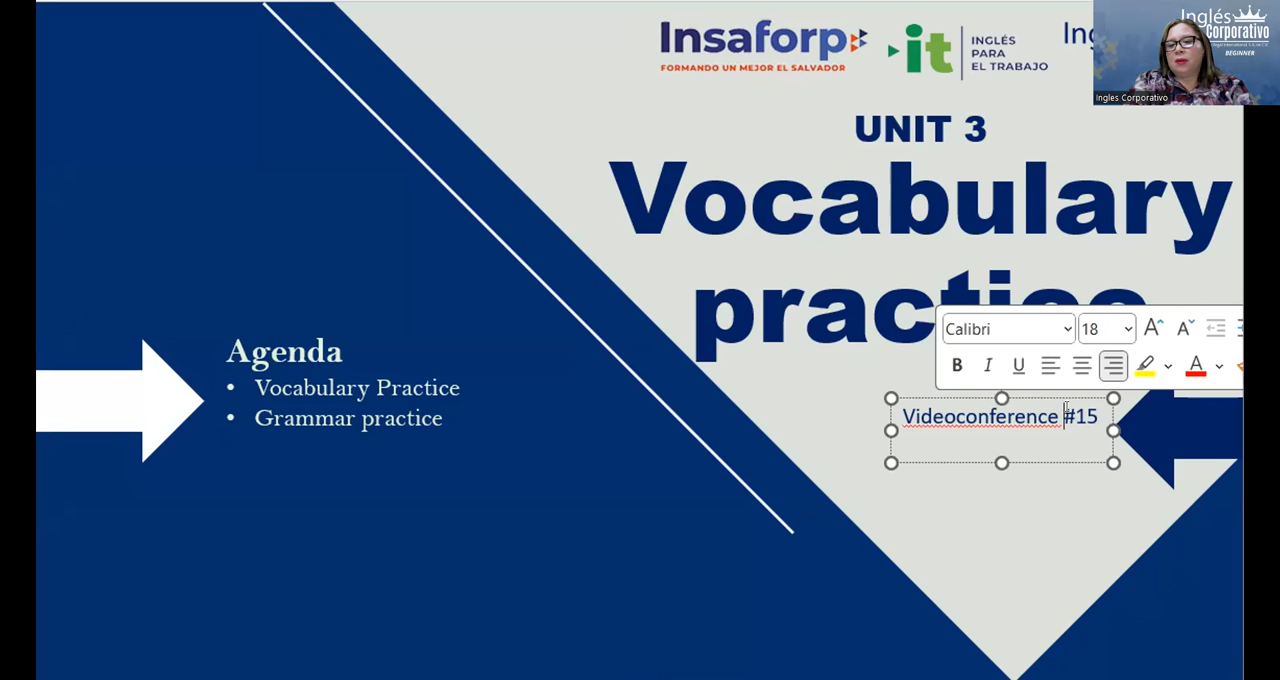 Insaforp
FORMANDO UN MEJOR EL SALVADOR
it
INGLÉS
PARA
EL TRABAJO
Inglés
Corporativo
BEGINNER
Ingles Corporativo
UNIT 3
Vocabulary
practice
Calibri
18
B I U
A
Videoconference #15
Agenda
• Vocabulary Practice
• Grammar practice